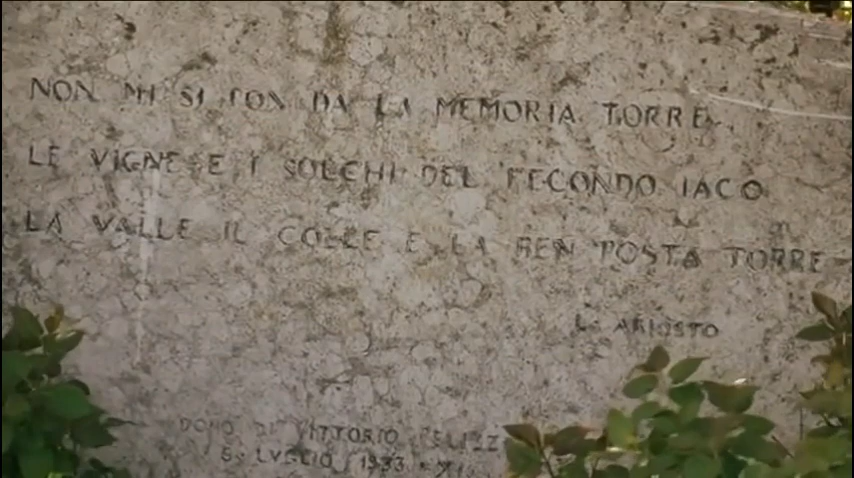 NON MI SI PON DA LA MEMORIA TORRE
LE VIGNE E I SOLCHI DEL FECONDO IACO
LA VALLE IL COLLE E LA BEN POSTA TORRE
L. ARIOSTO
DONO DI VITTORIO
LUGLIO 1933 XI